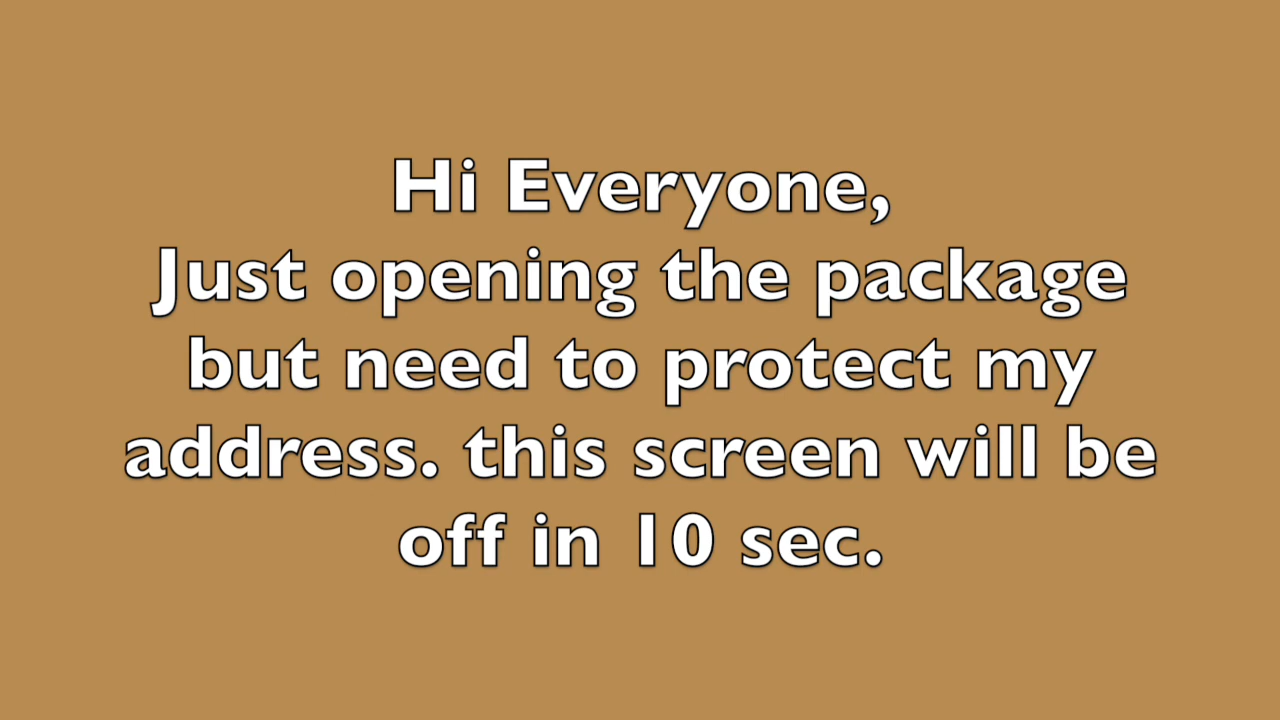 Hi Everyone,
Just opening the package
but need to protect my
address. this screen will be
off in 10 sec.